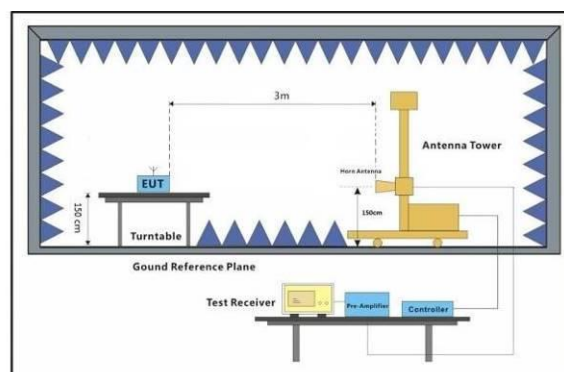 3m
Horn Antenna
Antenna Tower
EUT
150 cm
150cm
Turntable
Gound Reference Plane
Test Receiver
Pre-Amplifier
Controller